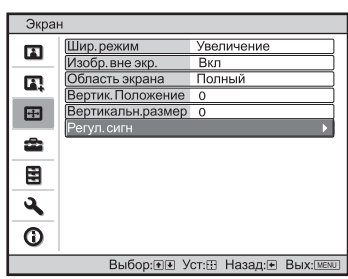 Экран
Шир.режим Увеличение
Изобр.вне экр. Вкл
Область экрана Полный
Вертик.Положение 0
Вертикальн.размер 0
Регул.сигн
Выбор: Уст: Назад: Вых:MENU